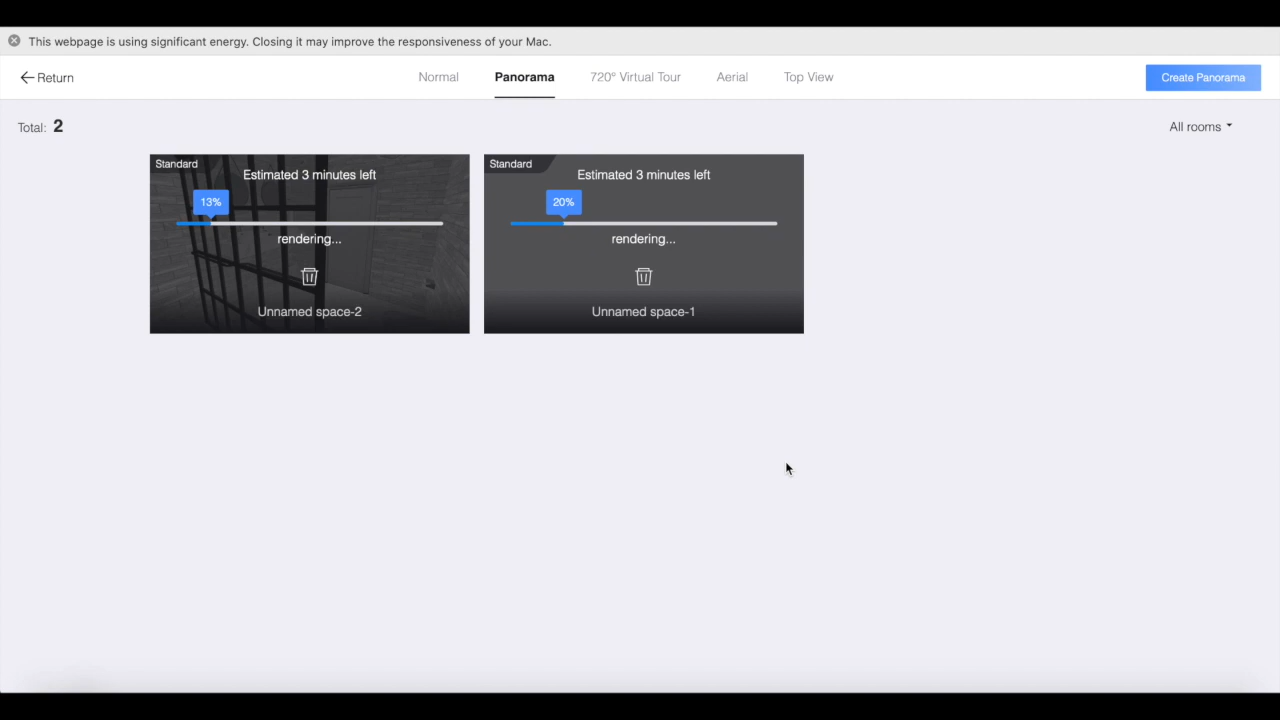 This webpage is using significant energy. Closing it may improve the responsiveness of your Mac.
Return
Normal
Panorama
720° Virtual Tour
Aerial
Top View
Create Panorama
Total: 2
All rooms
Standard
Estimated 3 minutes left
13%
rendering...
Unnamed space-2
Standard
Estimated 3 minutes left
20%
rendering...
Unnamed space-1